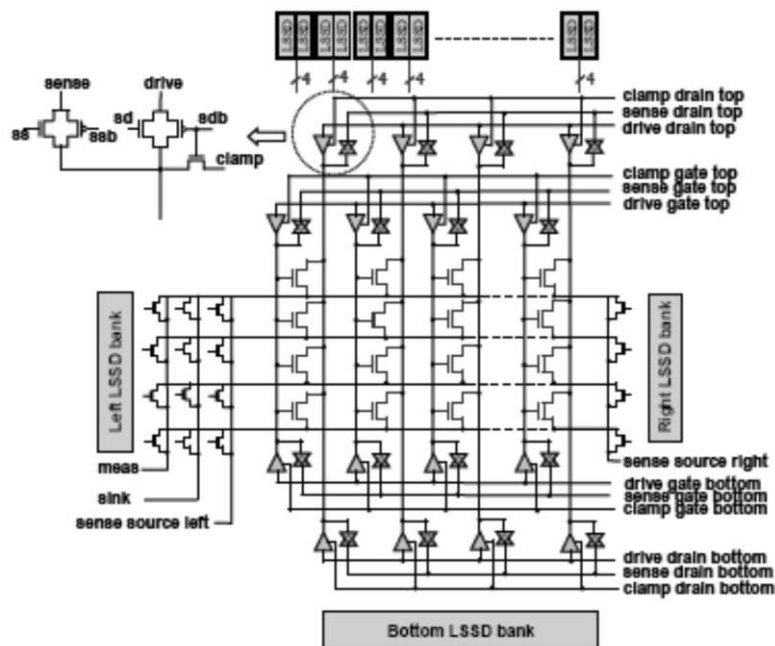 LSSD LSSD LSSD LSSD LSSD LSSD LSSD LSSD LSSD LSSD
4 4 4 4 4
sense drive
sd sdb
ss ssb
clamp
clamp drain top
sense drain top
drive drain top
clamp gate top
sense gate top
drive gate top
Left LSSD bank
Right LSSD bank
meas
sink
sense source left
sense source right
drive gate bottom
sense gate bottom
clamp gate bottom
drive drain bottom
sense drain bottom
clamp drain bottom
Bottom LSSD bank